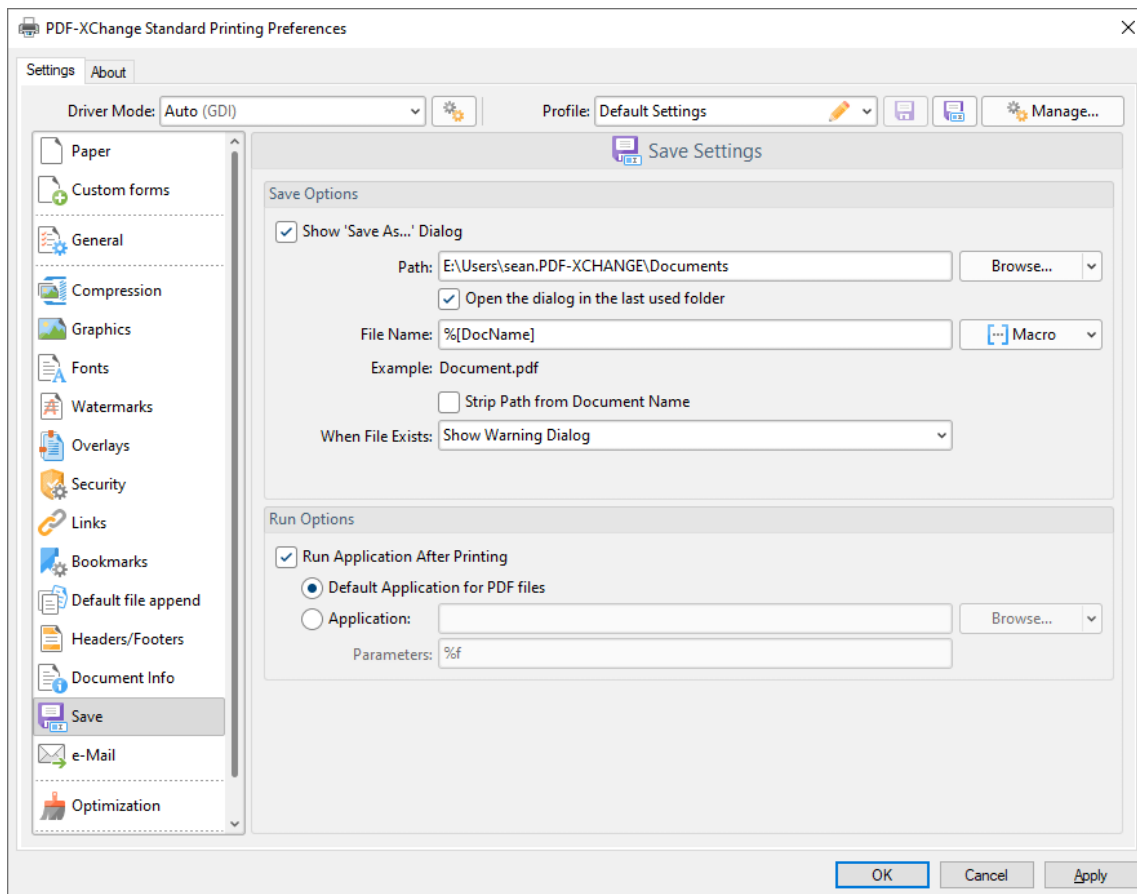 PDF-XChange Standard Printing Preferences
Settings About
Driver Mode: Auto (GDI) Profile: Default Settings Manage...
Paper
Custom forms
General
Compression
Graphics
Fonts
Watermarks
Overlays
Security
Links
Bookmarks
Default file append
Headers/Footers
Document Info
Save
e-Mail
Optimization
Save Settings
Save Options
Show 'Save As...' Dialog
Path: E:\Users\sean.PDF-XCHANGE\Documents Browse...
Open the dialog in the last used folder
File Name: %[DocName] Macro
Example: Document.pdf
Strip Path from Document Name
When File Exists: Show Warning Dialog
Run Options
Run Application After Printing
Default Application for PDF files
Application: Browse...
Parameters: %f
OK Cancel Apply